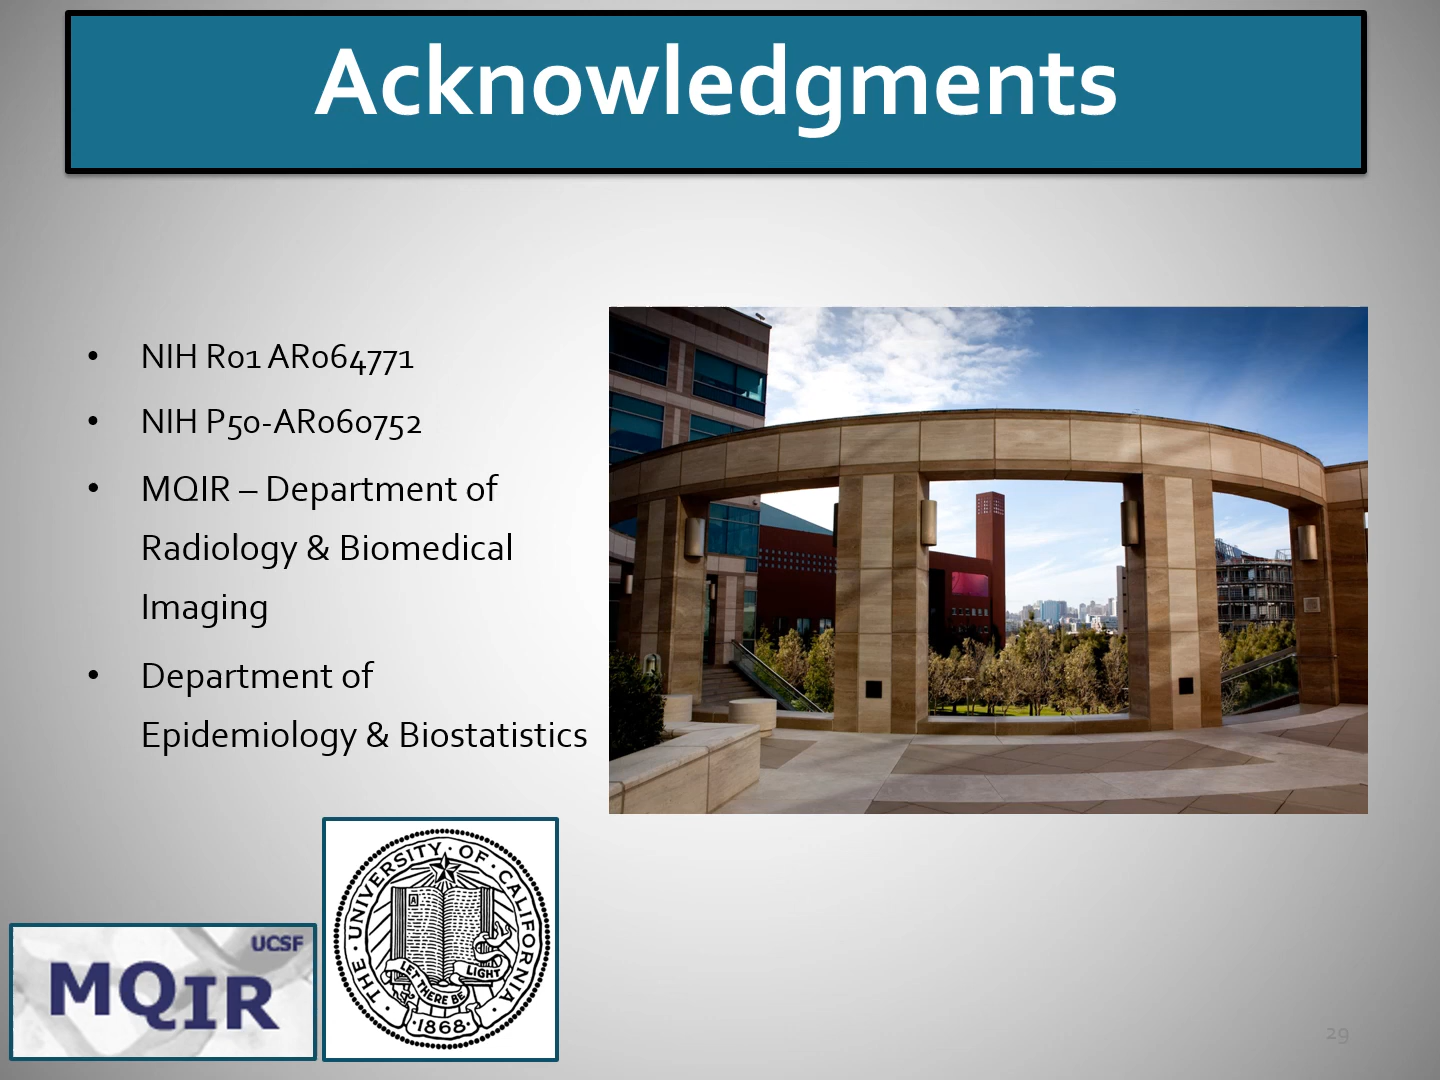 Acknowledgments
• NIH R01 AR064771
• NIH P50-AR060752
• MQIR – Department of
Radiology & Biomedical
Imaging
• Department of
Epidemiology & Biostatistics
UCSF
MQIR
THE · UNIVERSITY · OF · CALIFORNIA ·
A
LET THERE BE LIGHT
·1868·
29